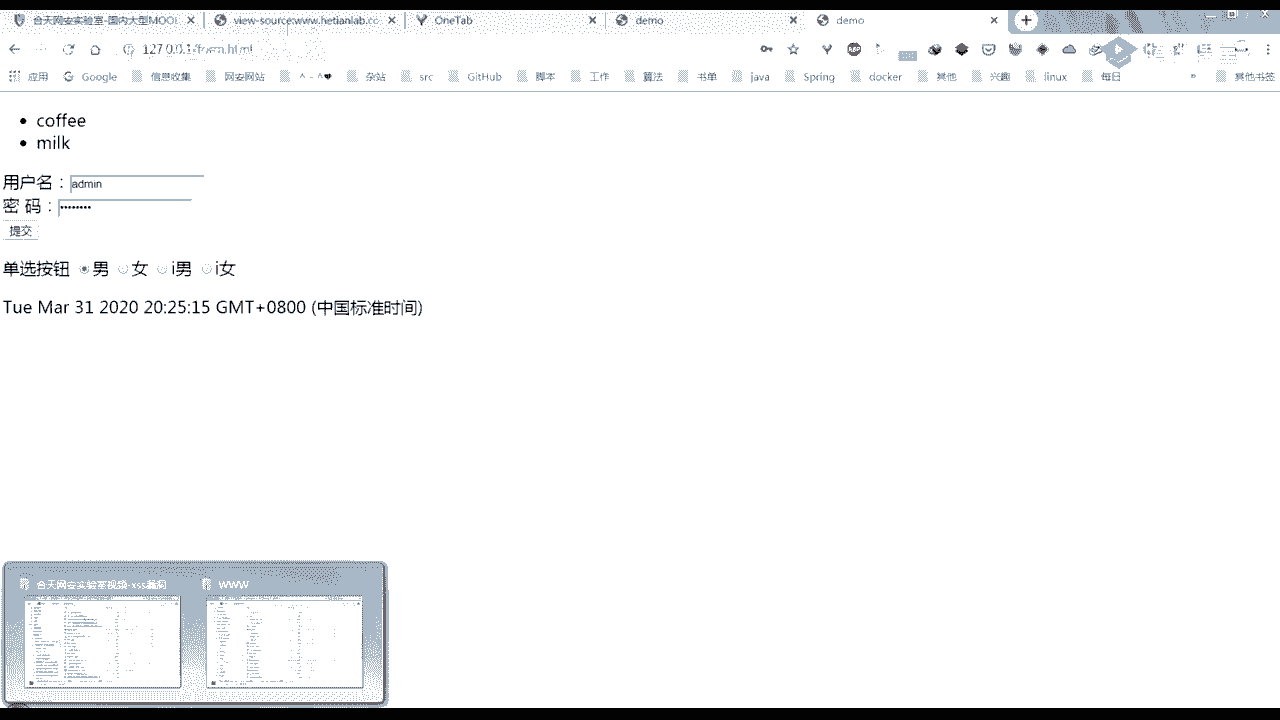 合天网安实验室-国内大型MOOC view-source:www.hetianlab.cc OneTab demo demo
127.0.0.1/from.html
应用 Google 信息收集 网安网站 ^-^❤ 杂站 src GitHub 脚本 工作 算法 书单 java Spring docker 其他 兴趣 linux 每日 » 其他书签
• coffee
• milk
用户名：admin
密 码：••••••••
提交
单选按钮 男 女 i男 i女
Tue Mar 31 2020 20:25:15 GMT+0800 (中国标准时间)
合天网安实验室视频-xss漏洞 WWW